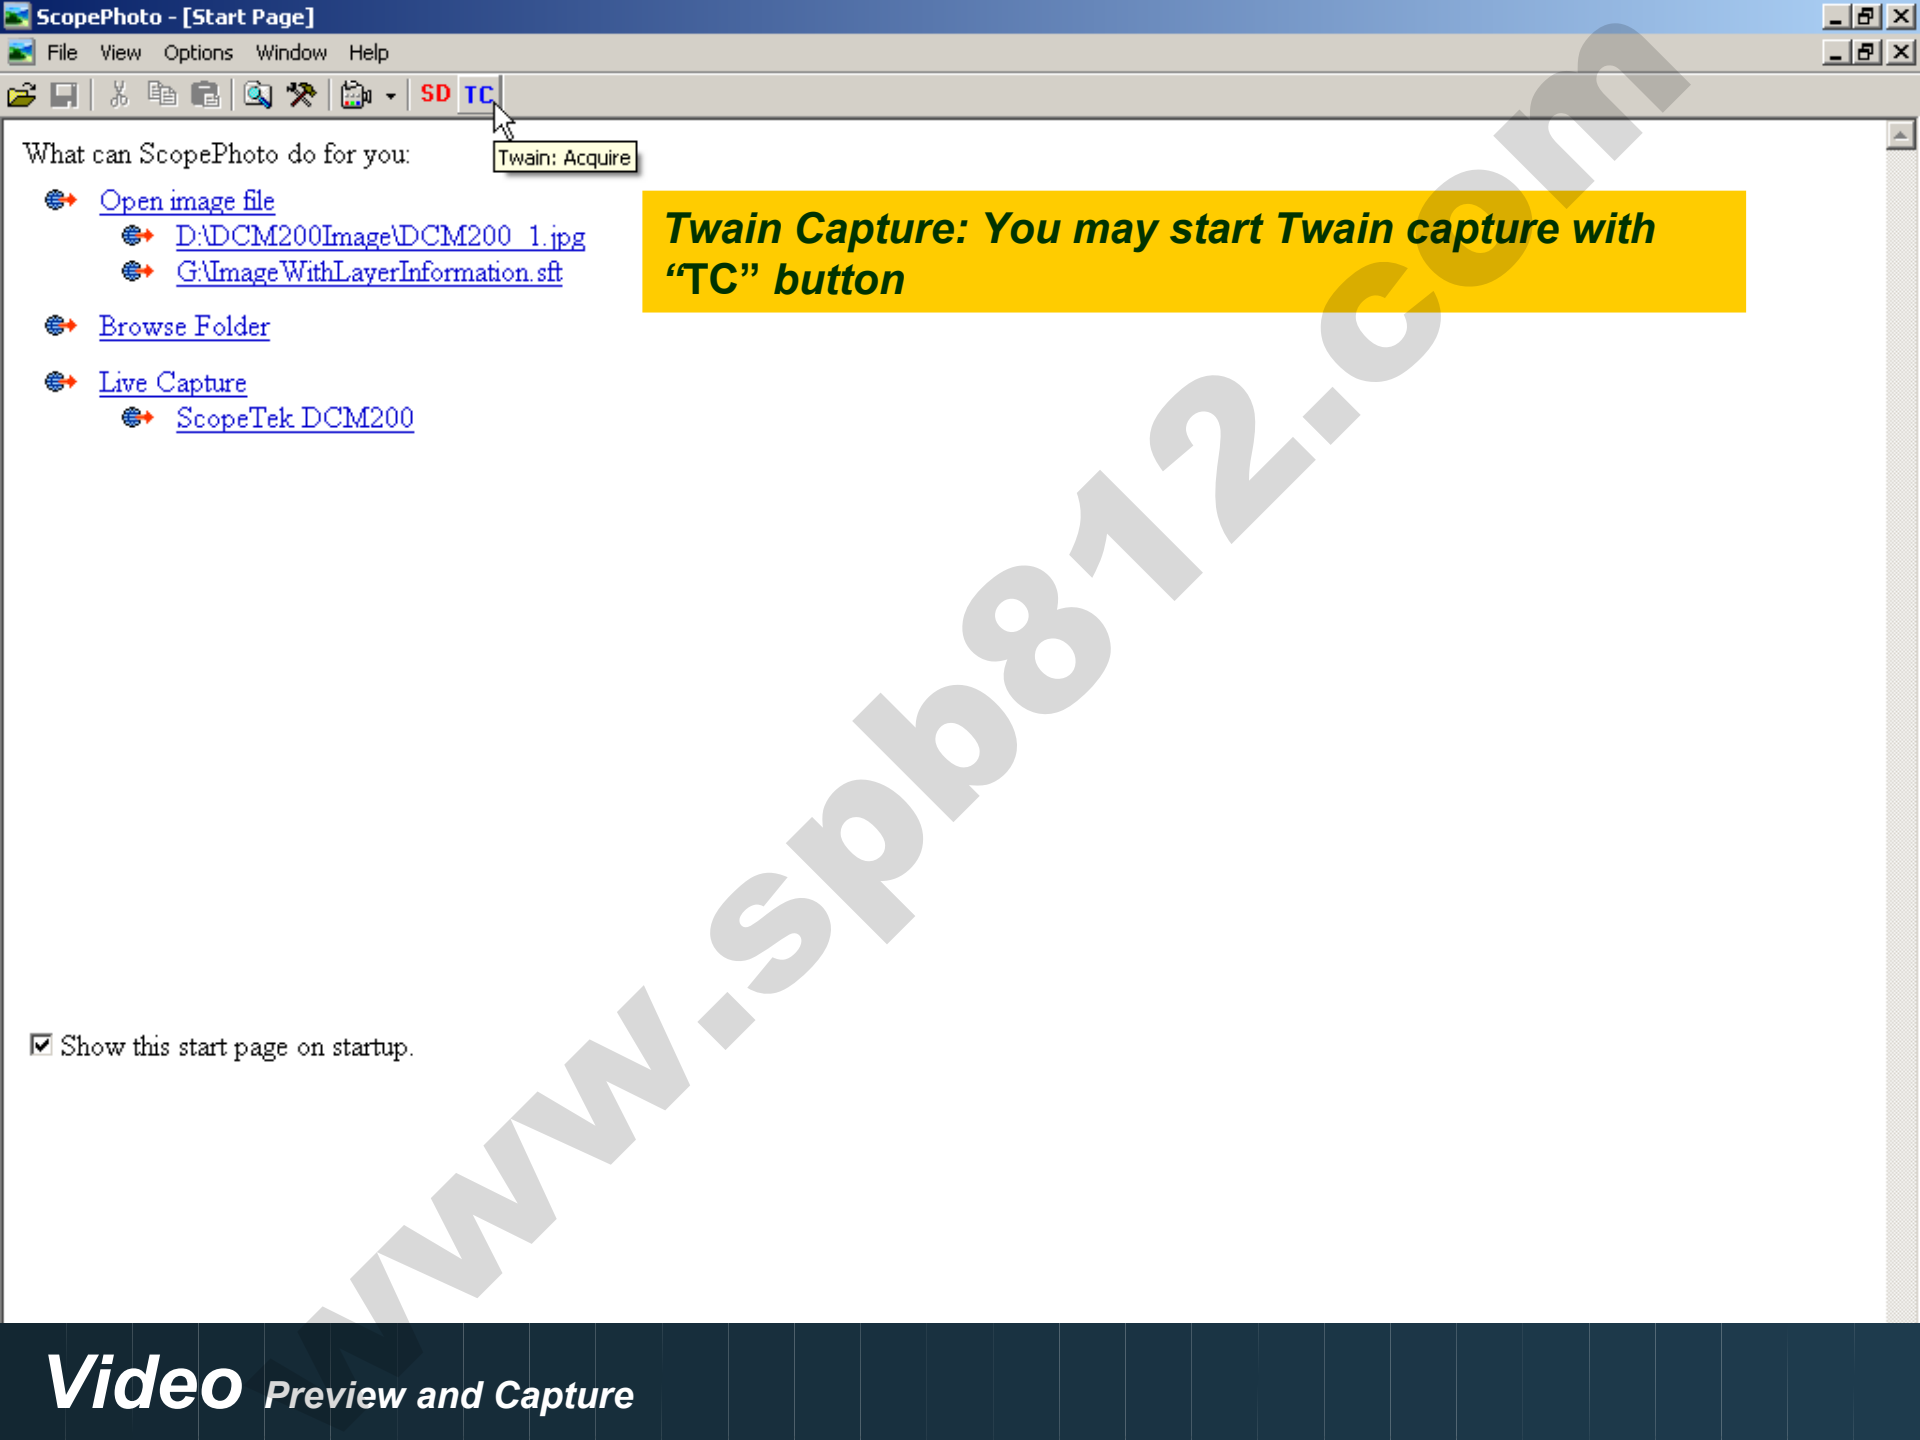 ScopePhoto - [Start Page]
File View Options Window Help
SD TC
What can ScopePhoto do for you:
Twain: Acquire
Open image file
D:\DCM200Image\DCM200_1.jpg
G:\ImageWithLayerInformation.sft
Twain Capture: You may start Twain capture with
“TC” button
Browse Folder
Live Capture
ScopeTek DCM200
www.spb812.com
Show this start page on startup.
Video Preview and Capture